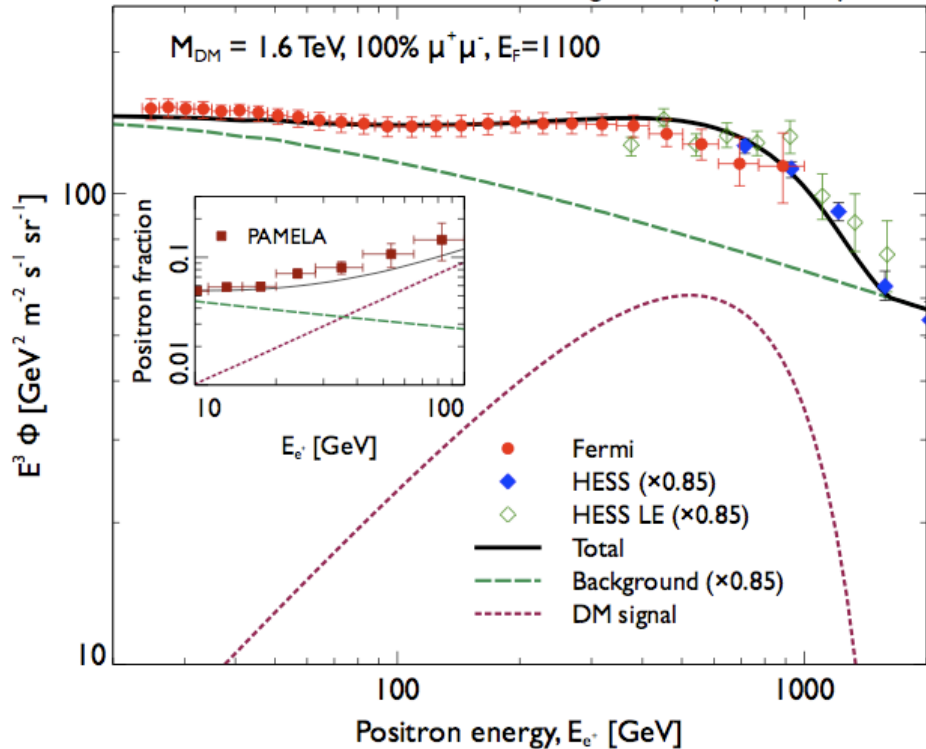 M_DM = 1.6 TeV, 100% μ⁺μ⁻, E_F=1100
E³ Φ [GeV² m⁻² s⁻¹ sr⁻¹]
100
10
Positron fraction
0.1
0.01
PAMELA
10
100
E_e⁺ [GeV]
Fermi
HESS (×0.85)
HESS LE (×0.85)
Total
Background (×0.85)
DM signal
100
1000
Positron energy, E_e⁺ [GeV]